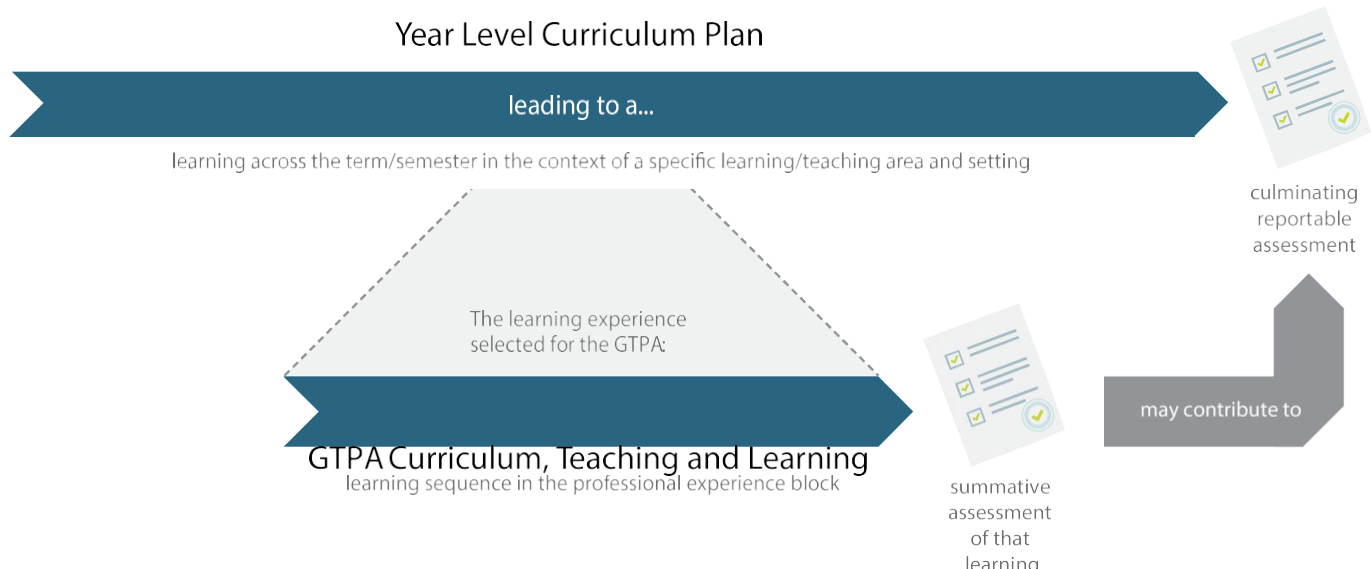 Year Level Curriculum Plan
leading to a...
learning across the term/semester in the context of a specific learning/teaching area and setting
culminating
reportable
assessment
The learning experience
selected for the GTPA:
may contribute to
GTPA Curriculum, Teaching and Learning
learning sequence in the professional experience block
summative
assessment
of that
learning